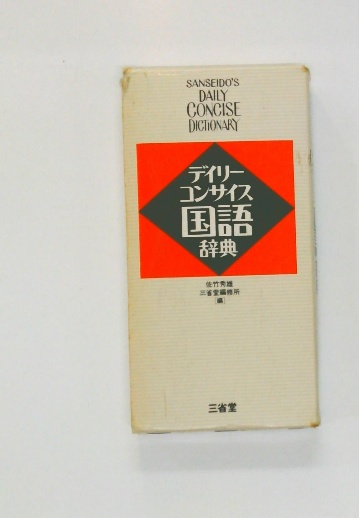 SANSEIDO'S
DAILY
CONCISE
DICTIONARY
デイリー
コンサイス
国語
辞典
佐竹秀雄
三省堂編修所
[編]
三省堂